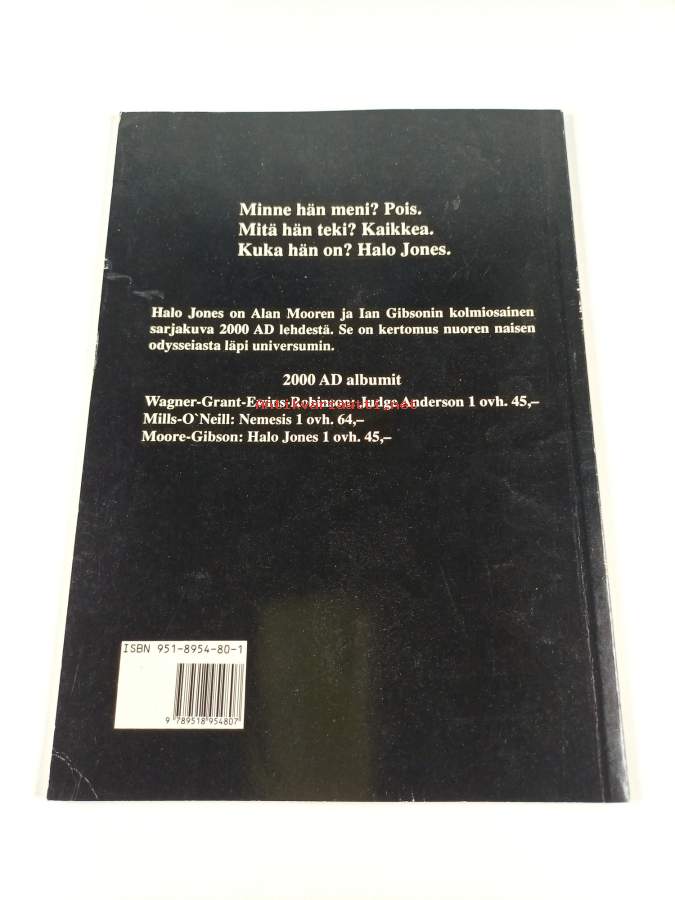 Minne hän meni? Pois.
Mitä hän teki? Kaikkea.
Kuka hän on? Halo Jones.
Halo Jones on Alan Mooren ja Ian Gibsonin kolmiosainen
sarjakuva 2000 AD lehdestä. Se on kertomus nuoren naisen
odysseiasta läpi universumin.
2000 AD albumit
Wagner-Grant-Ewins-Robinson: Judge Anderson 1 ovh. 45,–
Mills-O`Neill: Nemesis 1 ovh. 64,–
Moore-Gibson: Halo Jones 1 ovh. 45,–
ISBN 951-8954-80-1
9 789518 954807